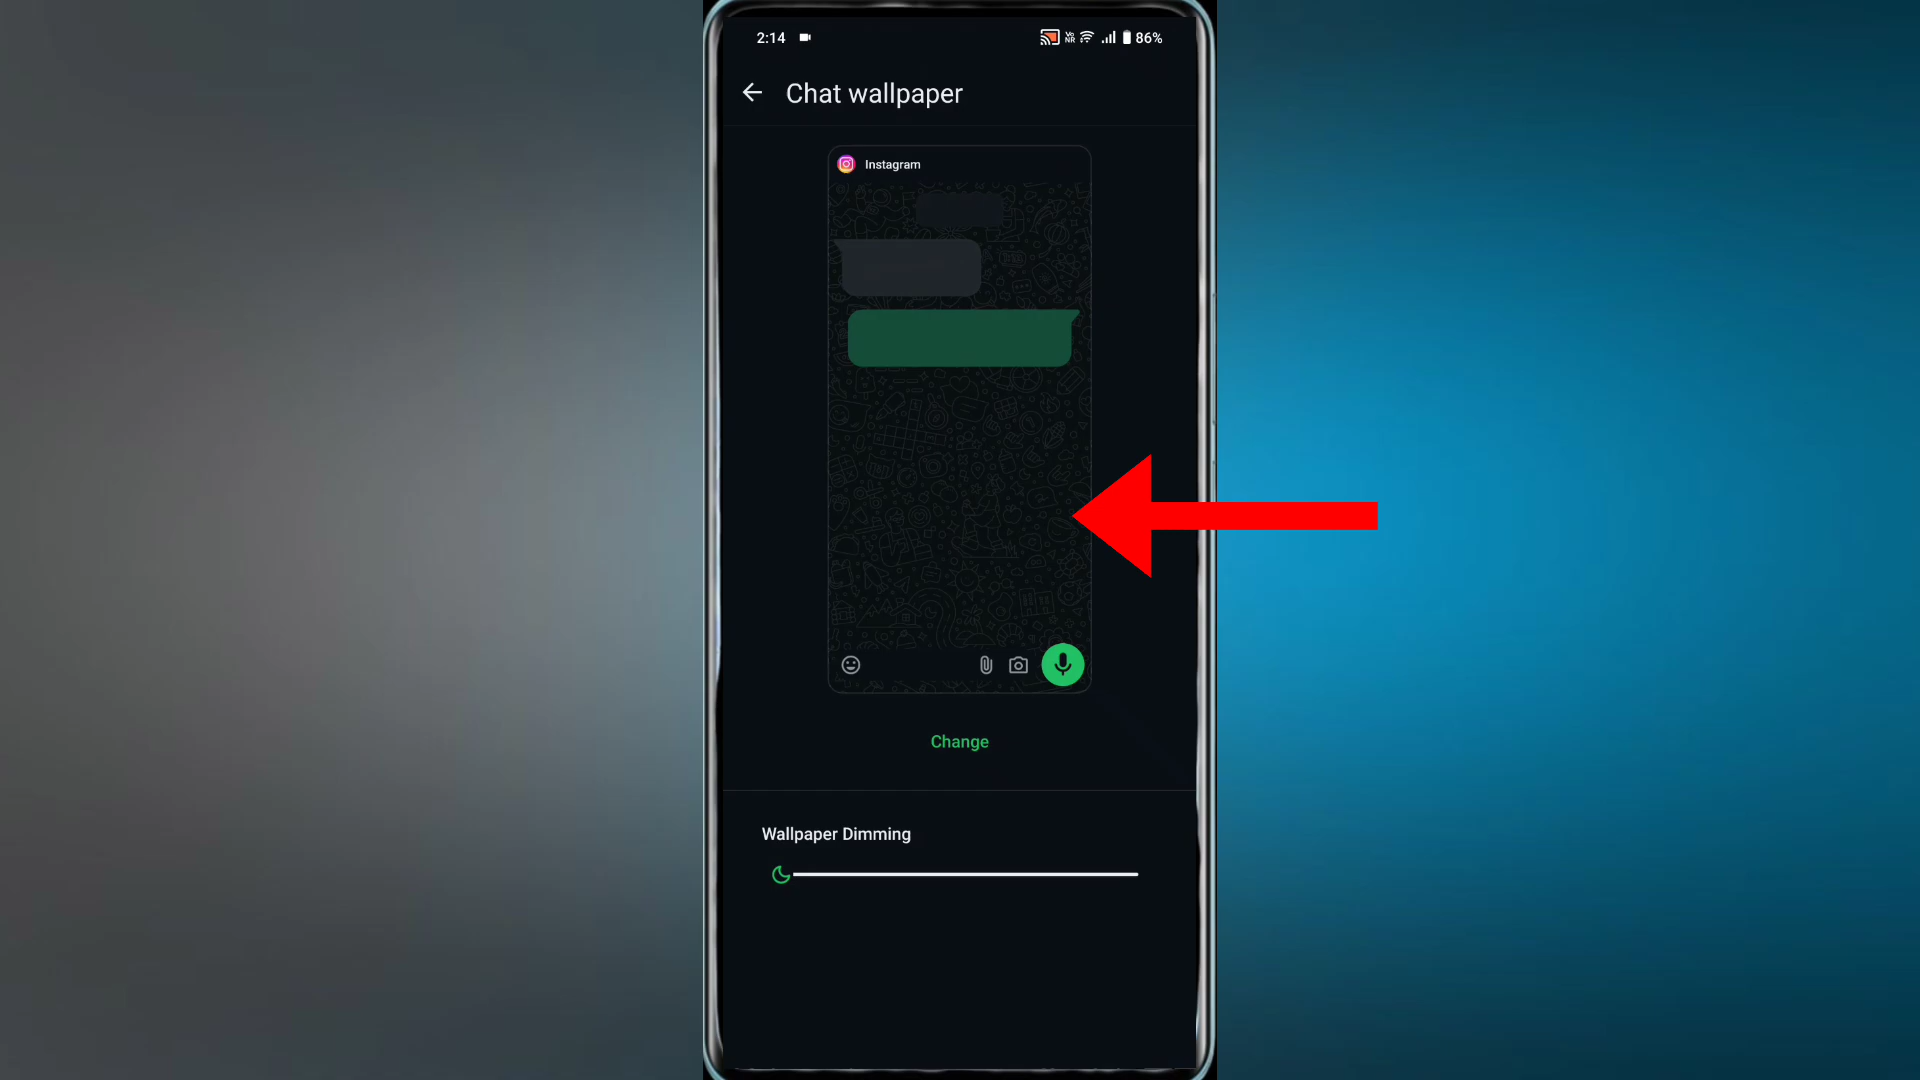 2:14 86%
Chat wallpaper
Instagram
Change
Wallpaper Dimming